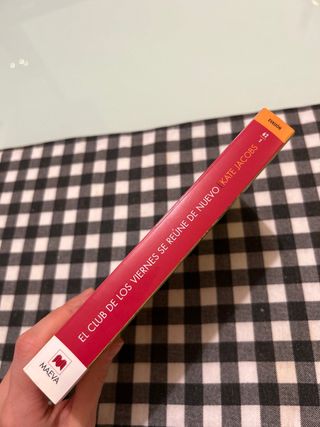 EL CLUB DE LOS VIERNES SE REÚNE DE NUEVO KATE JACOBS
MAEVA